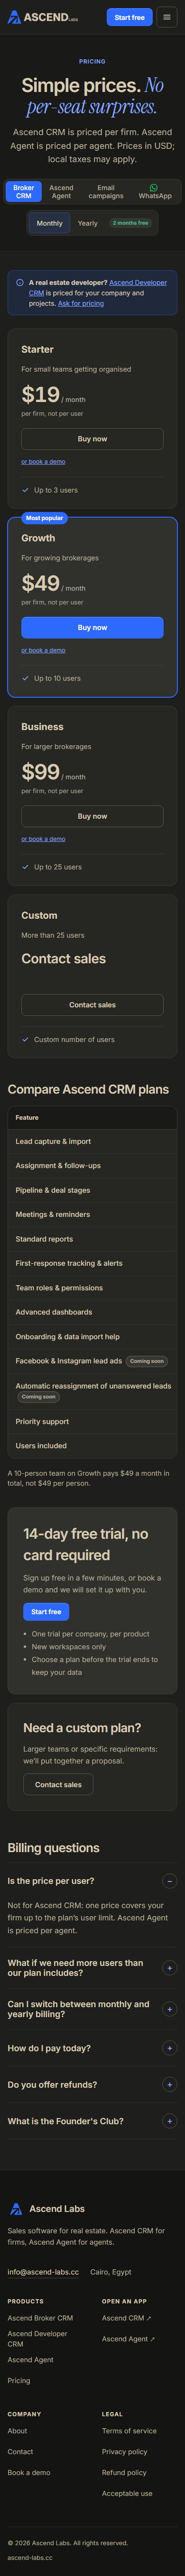 ASCEND LABS
Start free
PRICING
Simple prices. No
per-seat surprises.
Ascend CRM is priced per firm. Ascend
Agent is priced per agent. Prices in USD;
local taxes may apply.
Broker
CRM
Ascend
Agent
Email
campaigns
WhatsApp
Monthly
Yearly
2 months free
A real estate developer? Ascend Developer
CRM is priced for your company and
projects. Ask for pricing
Starter
For small teams getting organised
$19 / month
per firm, not per user
Buy now
or book a demo
Up to 3 users
Most popular
Growth
For growing brokerages
$49 / month
per firm, not per user
Buy now
or book a demo
Up to 10 users
Business
For larger brokerages
$99 / month
per firm, not per user
Buy now
or book a demo
Up to 25 users
Custom
More than 25 users
Contact sales
Contact sales
Custom number of users
Compare Ascend CRM plans
Feature
Lead capture & import
Assignment & follow-ups
Pipeline & deal stages
Meetings & reminders
Standard reports
First-response tracking & alerts
Team roles & permissions
Advanced dashboards
Onboarding & data import help
Facebook & Instagram lead ads Coming soon
Automatic reassignment of unanswered leads
Coming soon
Priority support
Users included
A 10-person team on Growth pays $49 a month in
total, not $49 per person.
14-day free trial, no
card required
Sign up free in a few minutes, or book a
demo and we will set it up with you.
Start free
• One trial per company, per product
• New workspaces only
• Choose a plan before the trial ends to
keep your data
Need a custom plan?
Larger teams or specific requirements:
we'll put together a proposal.
Contact sales
Billing questions
Is the price per user?
Not for Ascend CRM: one price covers your
firm up to the plan's user limit. Ascend Agent
is priced per agent.
What if we need more users than
our plan includes?
Can I switch between monthly and
yearly billing?
How do I pay today?
Do you offer refunds?
What is the Founder's Club?
Ascend Labs
Sales software for real estate. Ascend CRM for
firms, Ascend Agent for agents.
info@ascend-labs.cc
Cairo, Egypt
PRODUCTS
Ascend Broker CRM
Ascend Developer
CRM
Ascend Agent
Pricing
OPEN AN APP
Ascend CRM ↗
Ascend Agent ↗
COMPANY
About
Contact
Book a demo
LEGAL
Terms of service
Privacy policy
Refund policy
Acceptable use
© 2026 Ascend Labs. All rights reserved.
ascend-labs.cc